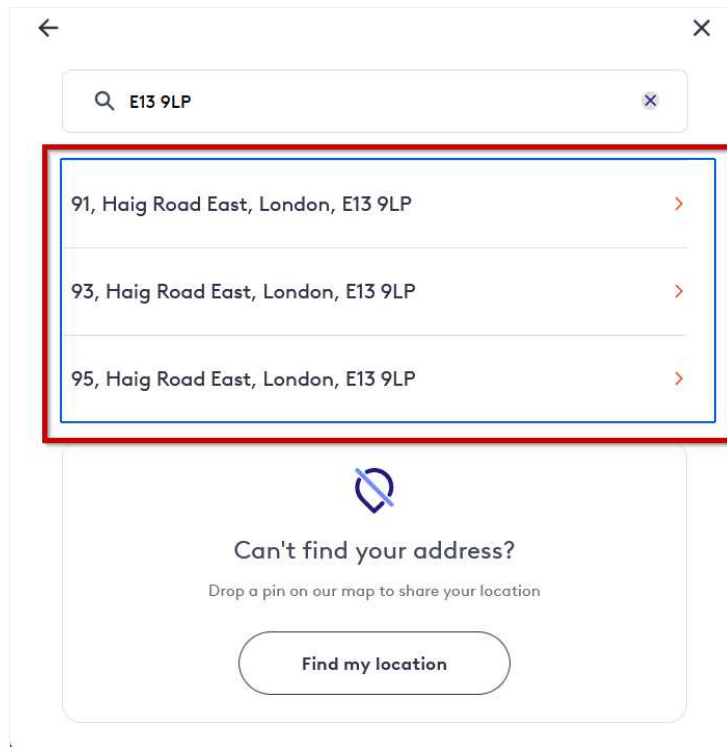 E13 9LP
91, Haig Road East, London, E13 9LP
93, Haig Road East, London, E13 9LP
95, Haig Road East, London, E13 9LP
Can't find your address?
Drop a pin on our map to share your location
Find my location